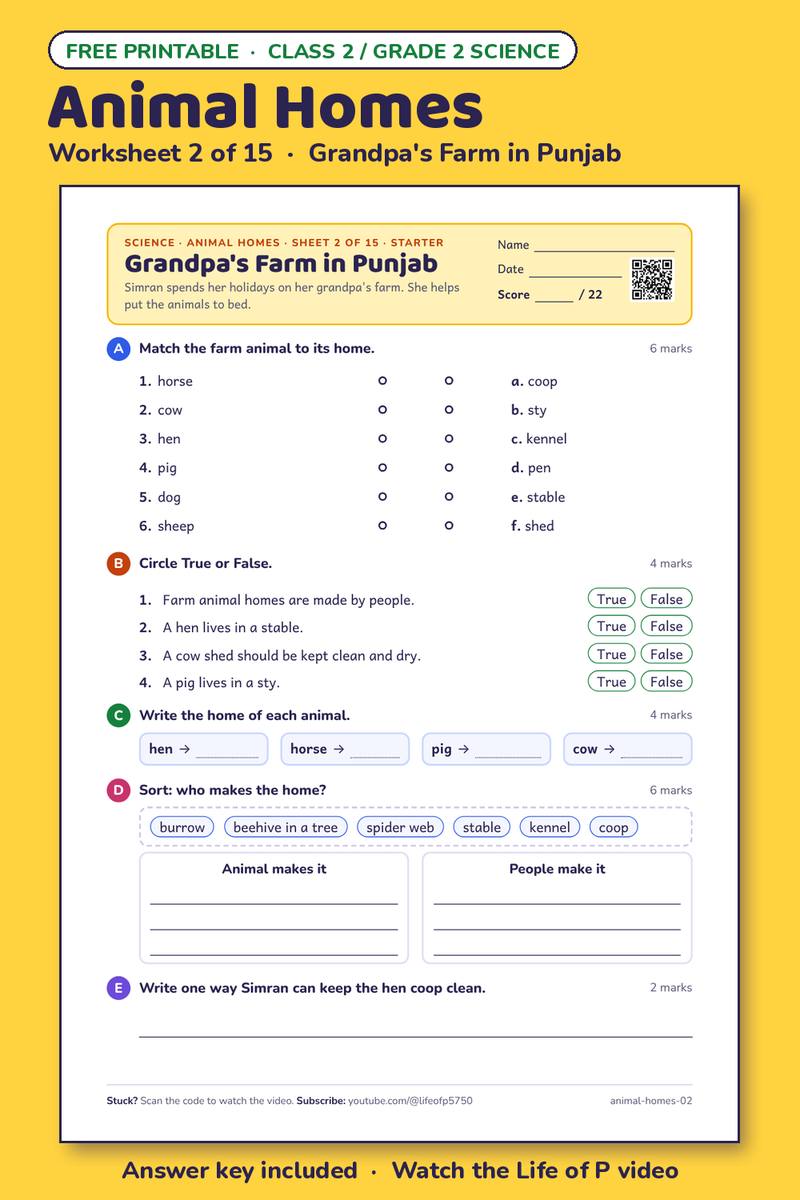 FREE PRINTABLE · CLASS 2 / GRADE 2 SCIENCE
Animal Homes
Worksheet 2 of 15 · Grandpa's Farm in Punjab
SCIENCE · ANIMAL HOMES · SHEET 2 OF 15 · STARTER
Grandpa's Farm in Punjab
Simran spends her holidays on her grandpa's farm. She helps
put the animals to bed.
Name
Date
Score / 22
A Match the farm animal to its home. 6 marks
1. horse a. coop
2. cow b. sty
3. hen c. kennel
4. pig d. pen
5. dog e. stable
6. sheep f. shed
B Circle True or False. 4 marks
1. Farm animal homes are made by people. True False
2. A hen lives in a stable. True False
3. A cow shed should be kept clean and dry. True False
4. A pig lives in a sty. True False
C Write the home of each animal. 4 marks
hen → horse → pig → cow →
D Sort: who makes the home? 6 marks
burrow beehive in a tree spider web stable kennel coop
Animal makes it People make it
E Write one way Simran can keep the hen coop clean. 2 marks
Stuck? Scan the code to watch the video. Subscribe: youtube.com/@lifeofp5750 animal-homes-02
Answer key included · Watch the Life of P video